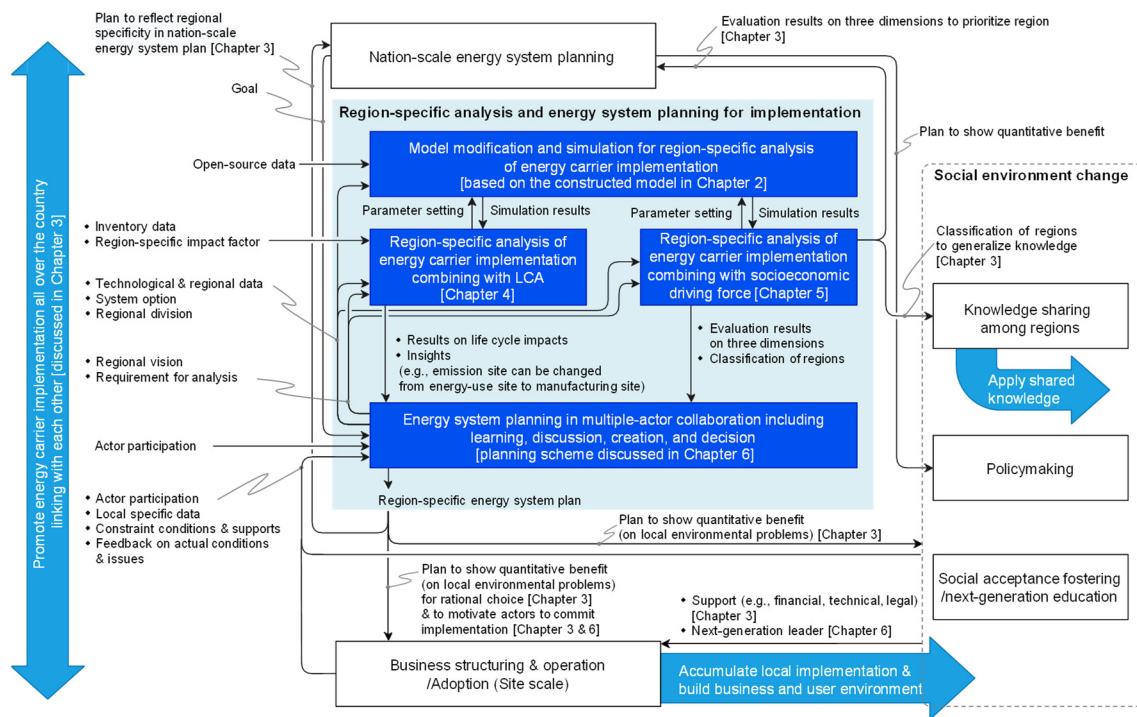 Plan to reflect regional
specificity in nation-scale
energy system plan [Chapter 3]
Evaluation results on three dimensions to prioritize region
[Chapter 3]
Nation-scale energy system planning
Goal
Plan to show quantitative benefit
Region-specific analysis and energy system planning for implementation
Open-source data
Model modification and simulation for region-specific analysis
of energy carrier implementation
[based on the constructed model in Chapter 2]
Social environment change
Parameter setting
Simulation results
Parameter setting
Simulation results
◆ Inventory data
◆ Region-specific impact factor
Region-specific analysis of
energy carrier implementation
combining with LCA
[Chapter 4]
Region-specific analysis of
energy carrier implementation
combining with socioeconomic
driving force [Chapter 5]
Classification of regions
to generalize knowledge
[Chapter 3]
◆ Technological & regional data
◆ System option
◆ Regional division
Knowledge sharing
among regions
◆ Results on life cycle impacts
◆ Insights
(e.g., emission site can be changed
from energy-use site to manufacturing site)
◆ Evaluation results
on three dimensions
◆ Classification of regions
◆ Regional vision
◆ Requirement for analysis
Apply shared
knowledge
Energy system planning in multiple-actor collaboration including
learning, discussion, creation, and decision
[planning scheme discussed in Chapter 6]
Actor participation
Policymaking
◆ Actor participation
◆ Local specific data
◆ Constraint conditions & supports
◆ Feedback on actual conditions
& issues
Region-specific energy system plan
Plan to show quantitative benefit
(on local environmental problems) [Chapter 3]
Plan to show quantitative benefit
(on local environmental problems)
for rational choice [Chapter 3]
& to motivate actors to commit
implementation [Chapter 3 & 6]
Social acceptance fostering
/next-generation education
◆ Support (e.g., financial, technical, legal)
[Chapter 3]
◆ Next-generation leader [Chapter 6]
Business structuring & operation
/Adoption (Site scale)
Accumulate local implementation &
build business and user environment
Promote energy carrier implementation all over the country
linking with each other [discussed in Chapter 3]